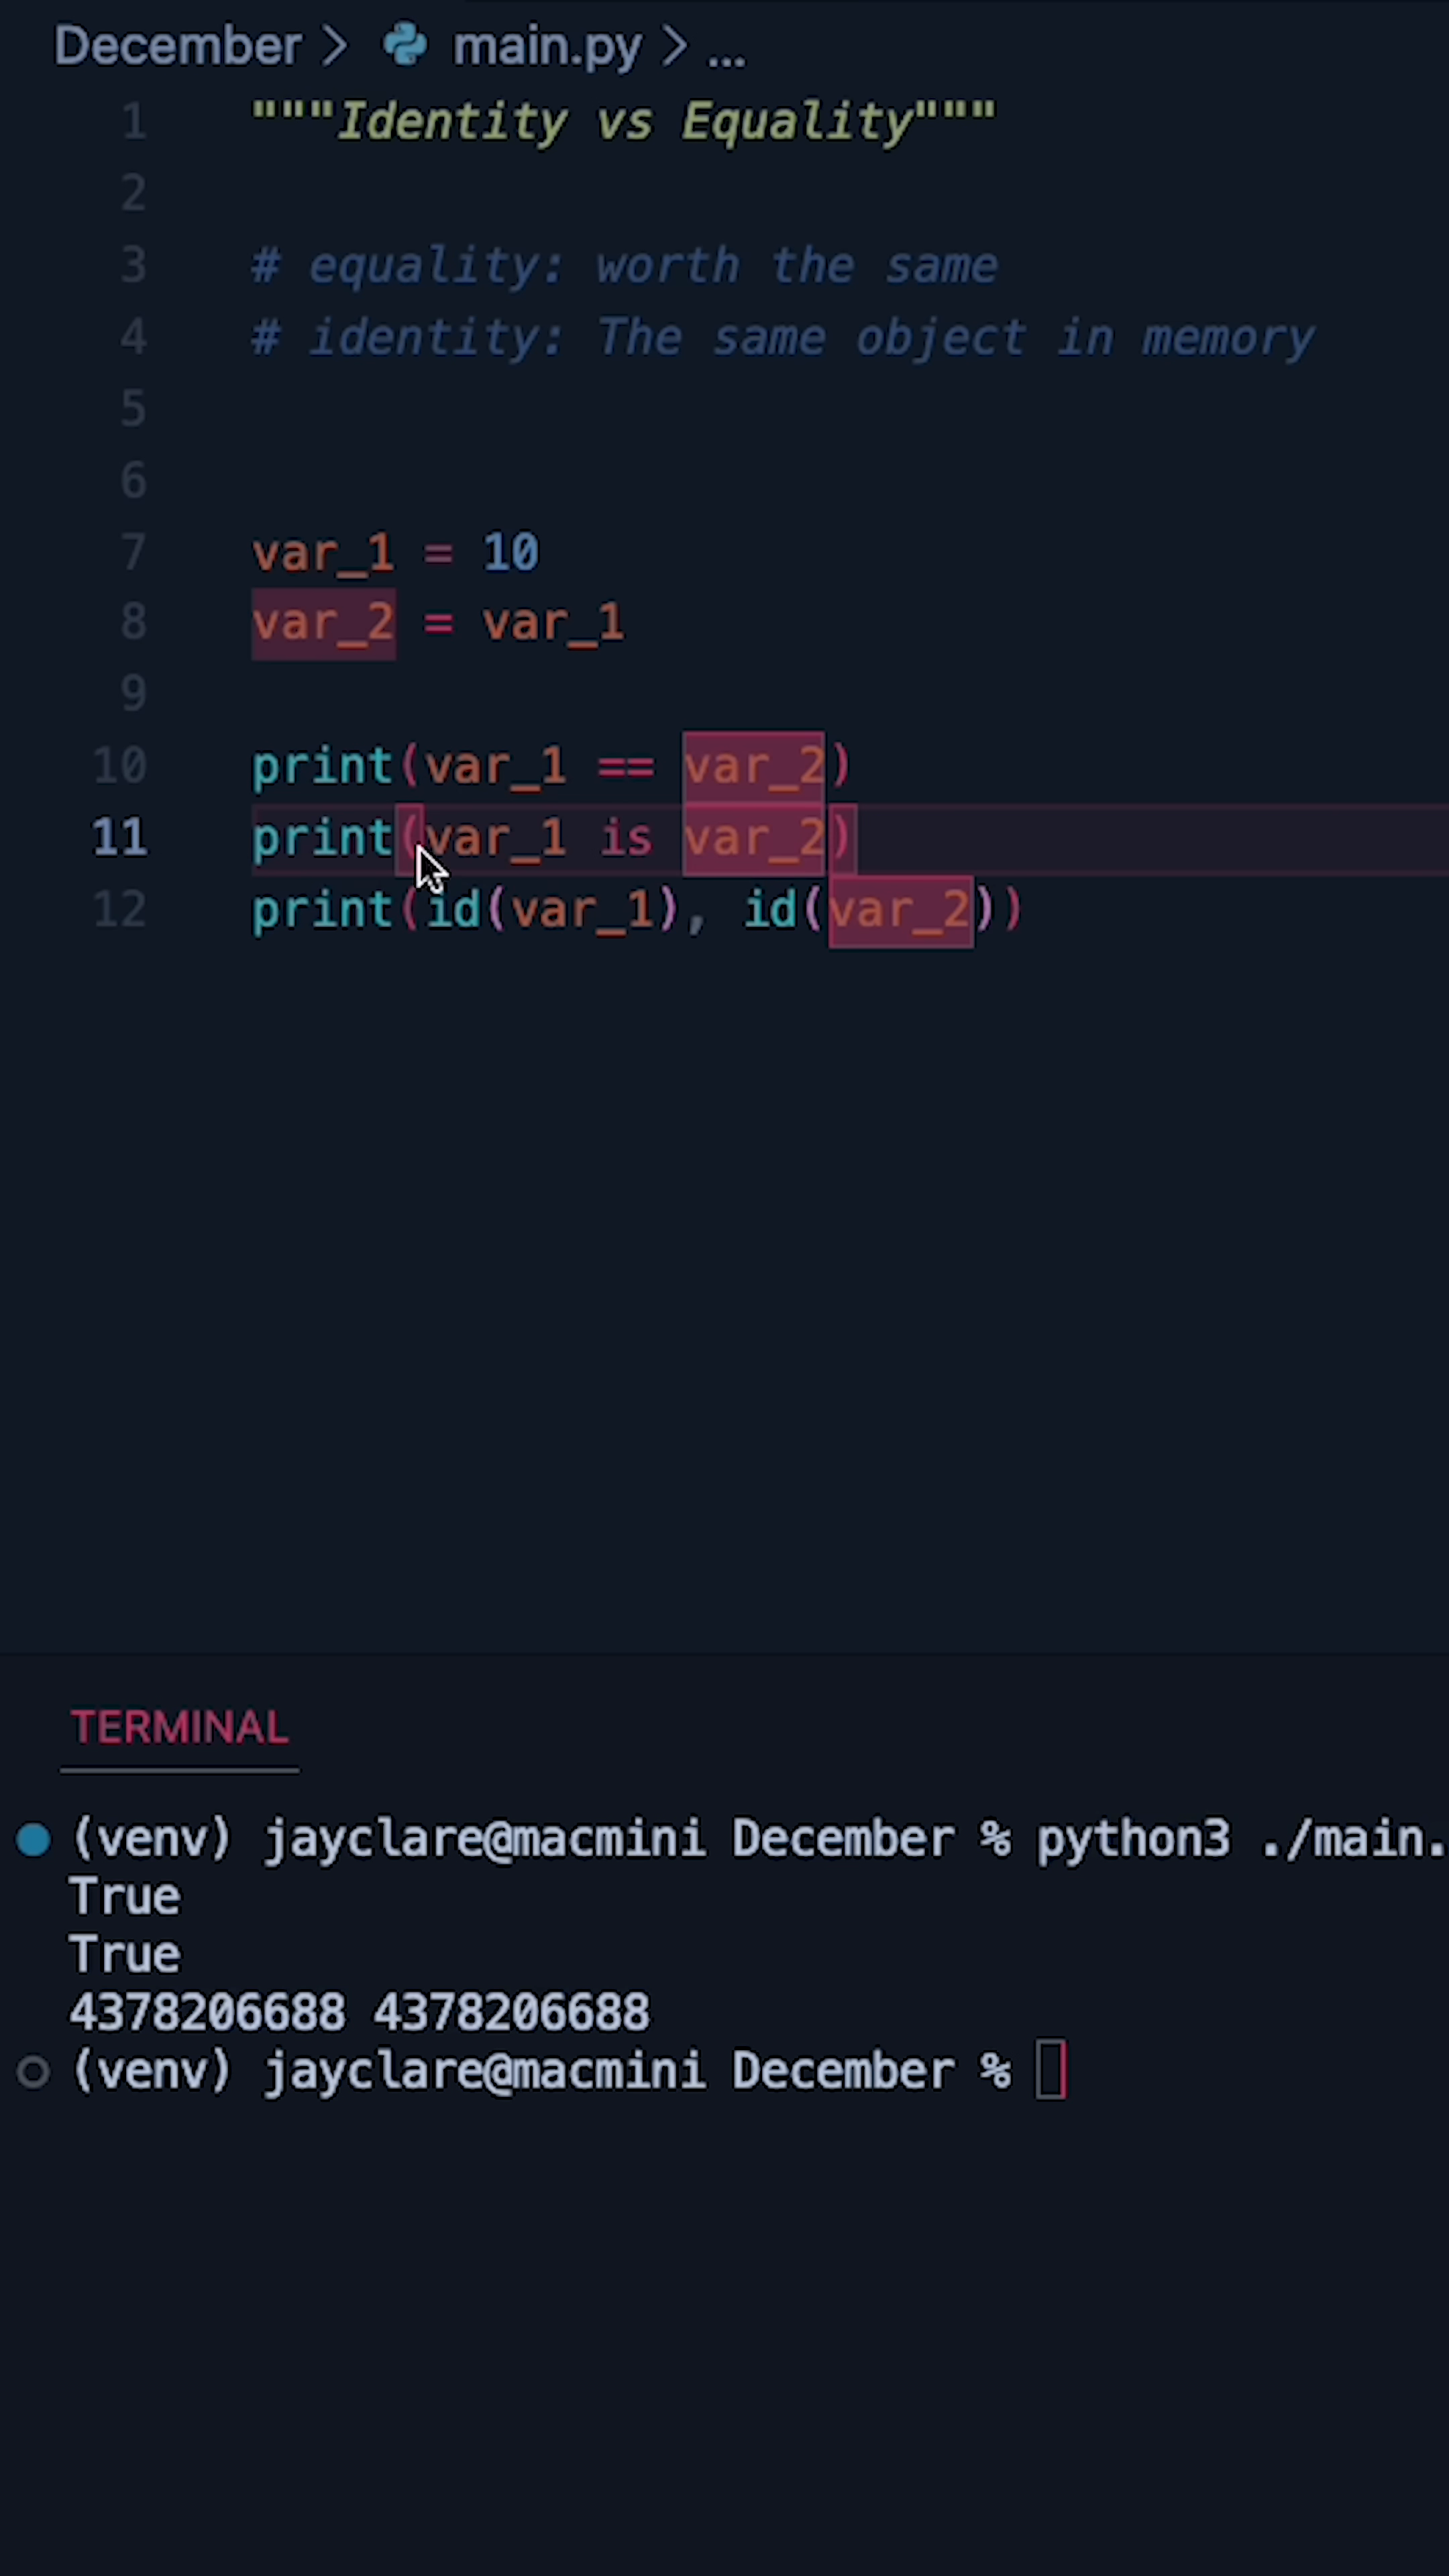 December > main.py > ...
1 """Identity vs Equality"""
2
3 # equality: worth the same
4 # identity: The same object in memory
5
6
7 var_1 = 10
8 var_2 = var_1
9
10 print(var_1 == var_2)
11 print(var_1 is var_2)
12 print(id(var_1), id(var_2))
TERMINAL
(venv) jayclare@macmini December % python3 ./main.
True
True
4378206688 4378206688
(venv) jayclare@macmini December %